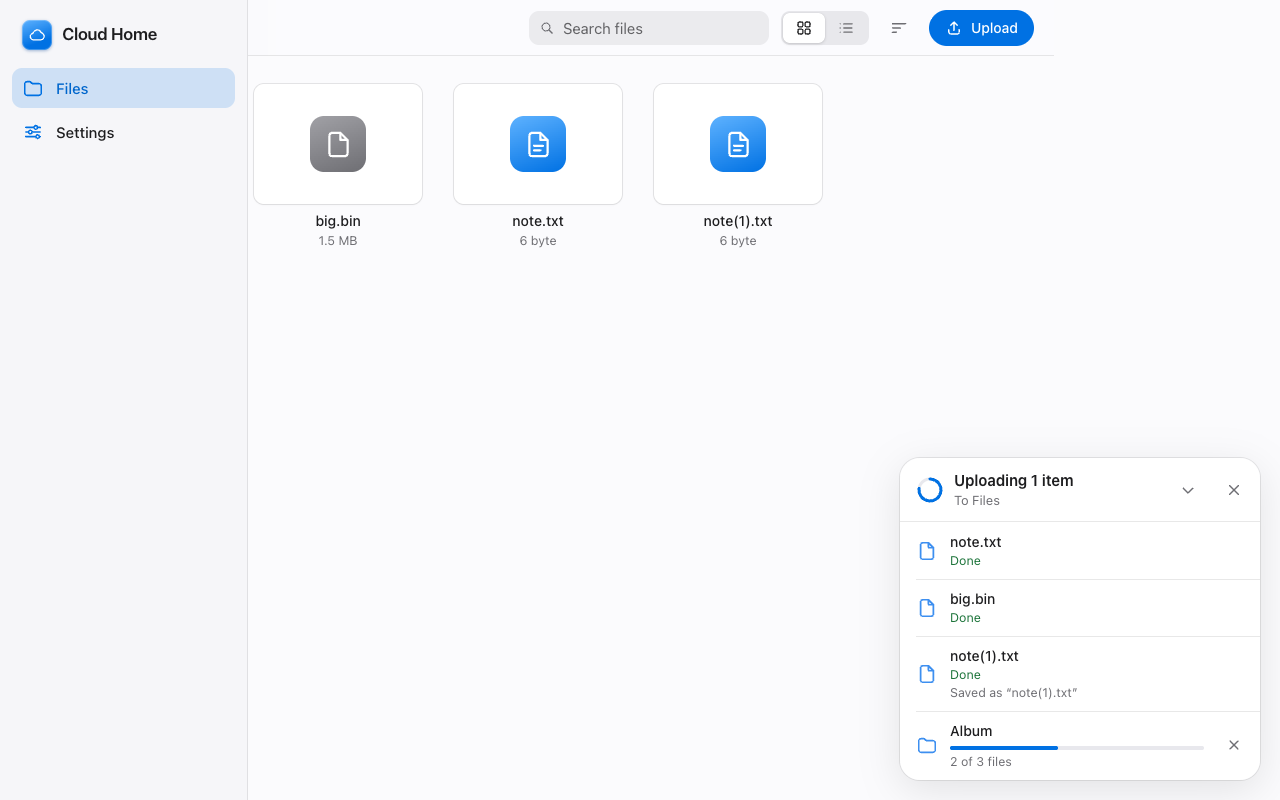 Cloud Home
Files
Settings
Search files
Upload
big.bin
1.5 MB
note.txt
6 byte
note(1).txt
6 byte
Uploading 1 item
To Files
note.txt
Done
big.bin
Done
note(1).txt
Done
Saved as “note(1).txt”
Album
2 of 3 files